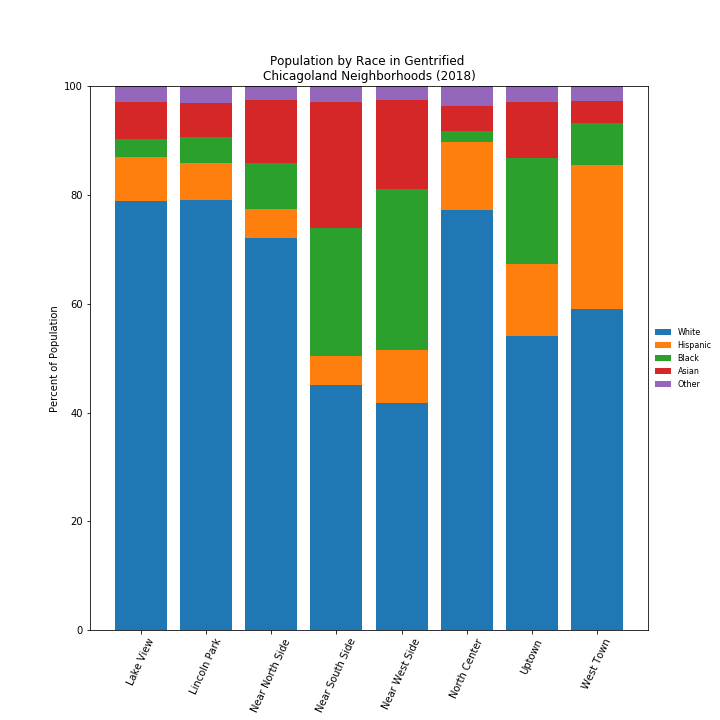 Population by Race in Gentrified
Chicagoland Neighborhoods (2018)
100
80
60
40
20
0
Percent of Population
White
Hispanic
Black
Asian
Other
Lake View
Lincoln Park
Near North Side
Near South Side
Near West Side
North Center
Uptown
West Town